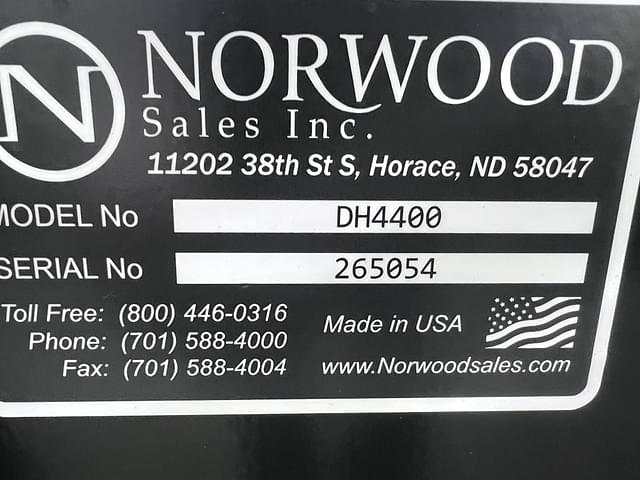 N
NORWOOD
Sales Inc.
11202 38th St S, Horace, ND 58047
MODEL No DH4400
SERIAL No 265054
Toll Free: (800) 446-0316
Phone: (701) 588-4000
Fax: (701) 588-4004
Made in USA
www.Norwoodsales.com